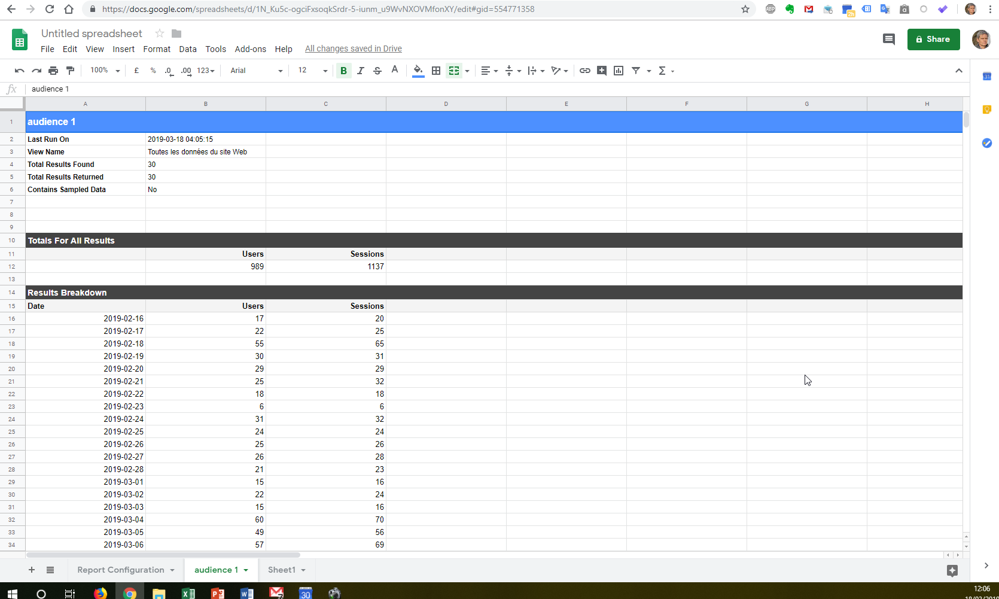 https://docs.google.com/spreadsheets/d/1N_Ku5c-ogciFxsoqkSrdr-5-iunm_u9WvNXOVMfonXY/edit#gid=554771358
ABP
2h
Untitled spreadsheet
File Edit View Insert Format Data Tools Add-ons Help All changes saved in Drive
Share
100% £ % .0 .00 123 Arial 12 B I S A Σ
31
fx audience 1
A B C D E F G H
1 audience 1
2 Last Run On 2019-03-18 04:05:15
3 View Name Toutes les données du site Web
4 Total Results Found 30
5 Total Results Returned 30
6 Contains Sampled Data No
7
8
9
10 Totals For All Results
11 Users Sessions
12 989 1137
13
14 Results Breakdown
15 Date Users Sessions
16 2019-02-16 17 20
17 2019-02-17 22 25
18 2019-02-18 55 65
19 2019-02-19 30 31
20 2019-02-20 29 29
21 2019-02-21 25 32
22 2019-02-22 18 18
23 2019-02-23 6 6
24 2019-02-24 31 32
25 2019-02-25 24 24
26 2019-02-26 25 26
27 2019-02-27 26 28
28 2019-02-28 21 23
29 2019-03-01 15 16
30 2019-03-02 22 24
31 2019-03-03 15 16
32 2019-03-04 60 70
33 2019-03-05 49 56
34 2019-03-06 57 69
+ Report Configuration audience 1 Sheet1
30
12:06